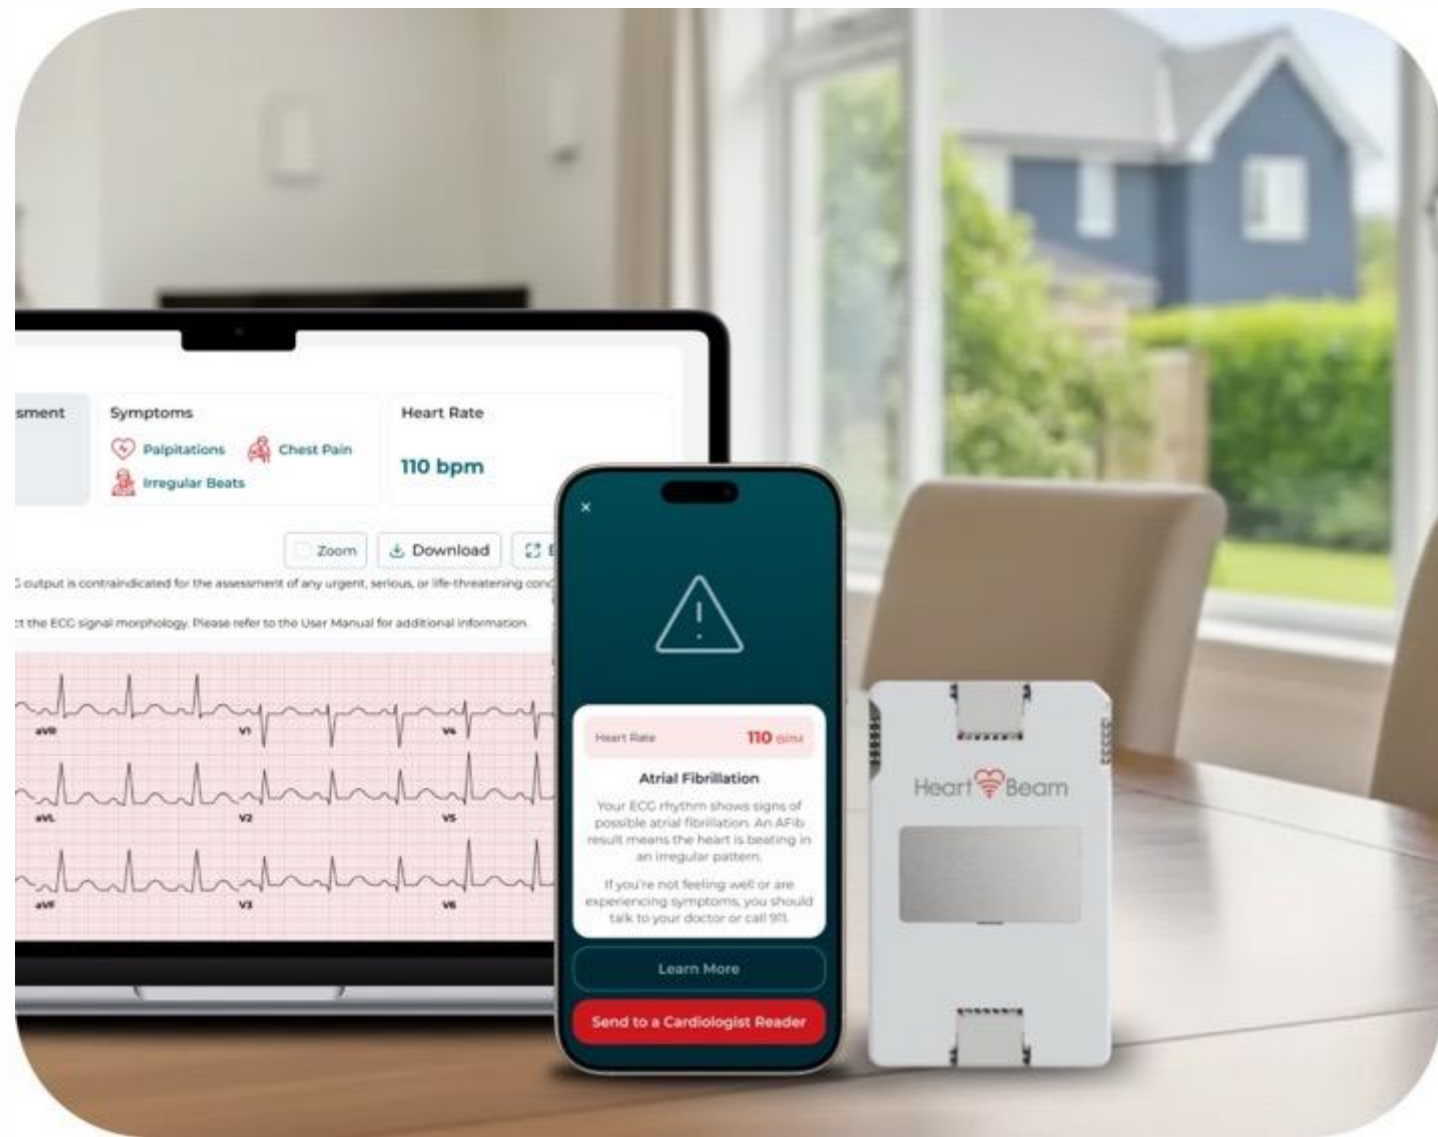 sment
Symptoms
Heart Rate
Palpitations
Chest Pain
110 bpm
Irregular Beats
Zoom
Download
output is contraindicated for the assessment of any urgent, serious, or life-threatening
the ECG signal morphology. Please refer to the User Manual for additional information.
aVR
V1
V4
aVL
V2
V5
aVF
V3
V6
×
Heart Rate
110 BPM
Atrial Fibrillation
Your ECG rhythm shows signs of
possible atrial fibrillation. An AFib
result means the heart is beating in
an irregular pattern.
If you're not feeling well or are
experiencing symptoms, you should
talk to your doctor or call 911.
Learn More
Send to a Cardiologist Reader
Heart Beam